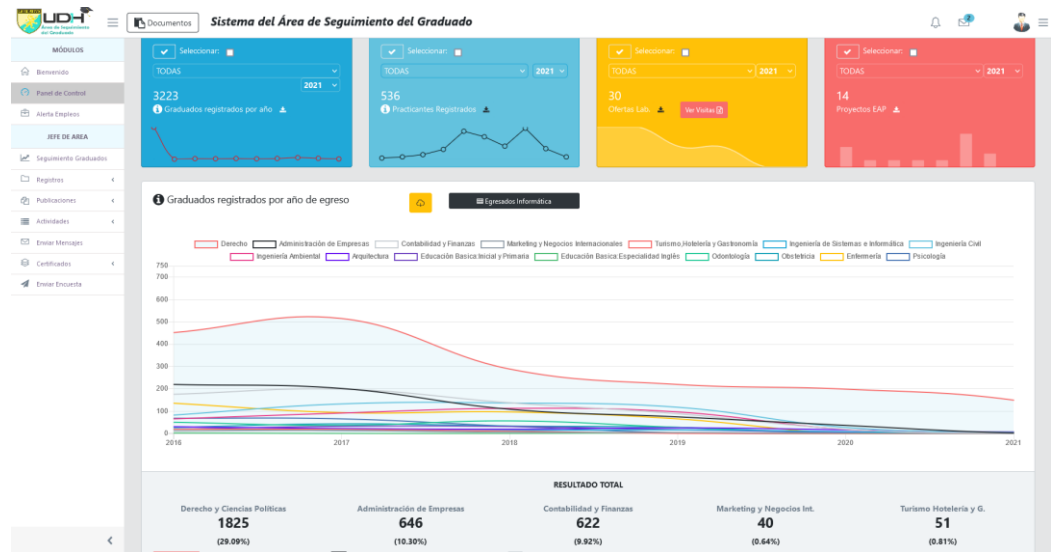 UDH
Área de Seguimiento
del Graduado
Documentos
Sistema del Área de Seguimiento del Graduado
2
MÓDULOS
Bienvenido
Panel de Control
Alerta Empleos
JEFE DE AREA
Seguimiento Graduados
Registros
Publicaciones
Actividades
Enviar Mensajes
Certificados
Enviar Encuesta
Seleccionar:
TODAS
2021
3223
Graduados registrados por año
Seleccionar:
TODAS
2021
536
Practicantes Registrados
Seleccionar:
TODAS
2021
30
Ofertas Lab.
Ver Visitas
Seleccionar:
TODAS
2021
14
Proyectos EAP
Graduados registrados por año de egreso
Egresados Informática
Derecho Administración de Empresas Contabilidad y Finanzas Marketing y Negocios Internacionales Turismo,Hotelería y Gastronomía Ingeniería de Sistemas e Informática Ingeniería Civil
Ingeniería Ambiental Arquitectura Educación Basica:Inicial y Primaria Educación Basica:Especialidad Inglés Odontología Obstetricia Enfermería Psicología
750
700
600
500
400
300
200
100
0
2016 2017 2018 2019 2020 2021
RESULTADO TOTAL
Derecho y Ciencias Políticas
1825
(29.09%)
Administración de Empresas
646
(10.30%)
Contabilidad y Finanzas
622
(9.92%)
Marketing y Negocios Int.
40
(0.64%)
Turismo Hotelería y G.
51
(0.81%)